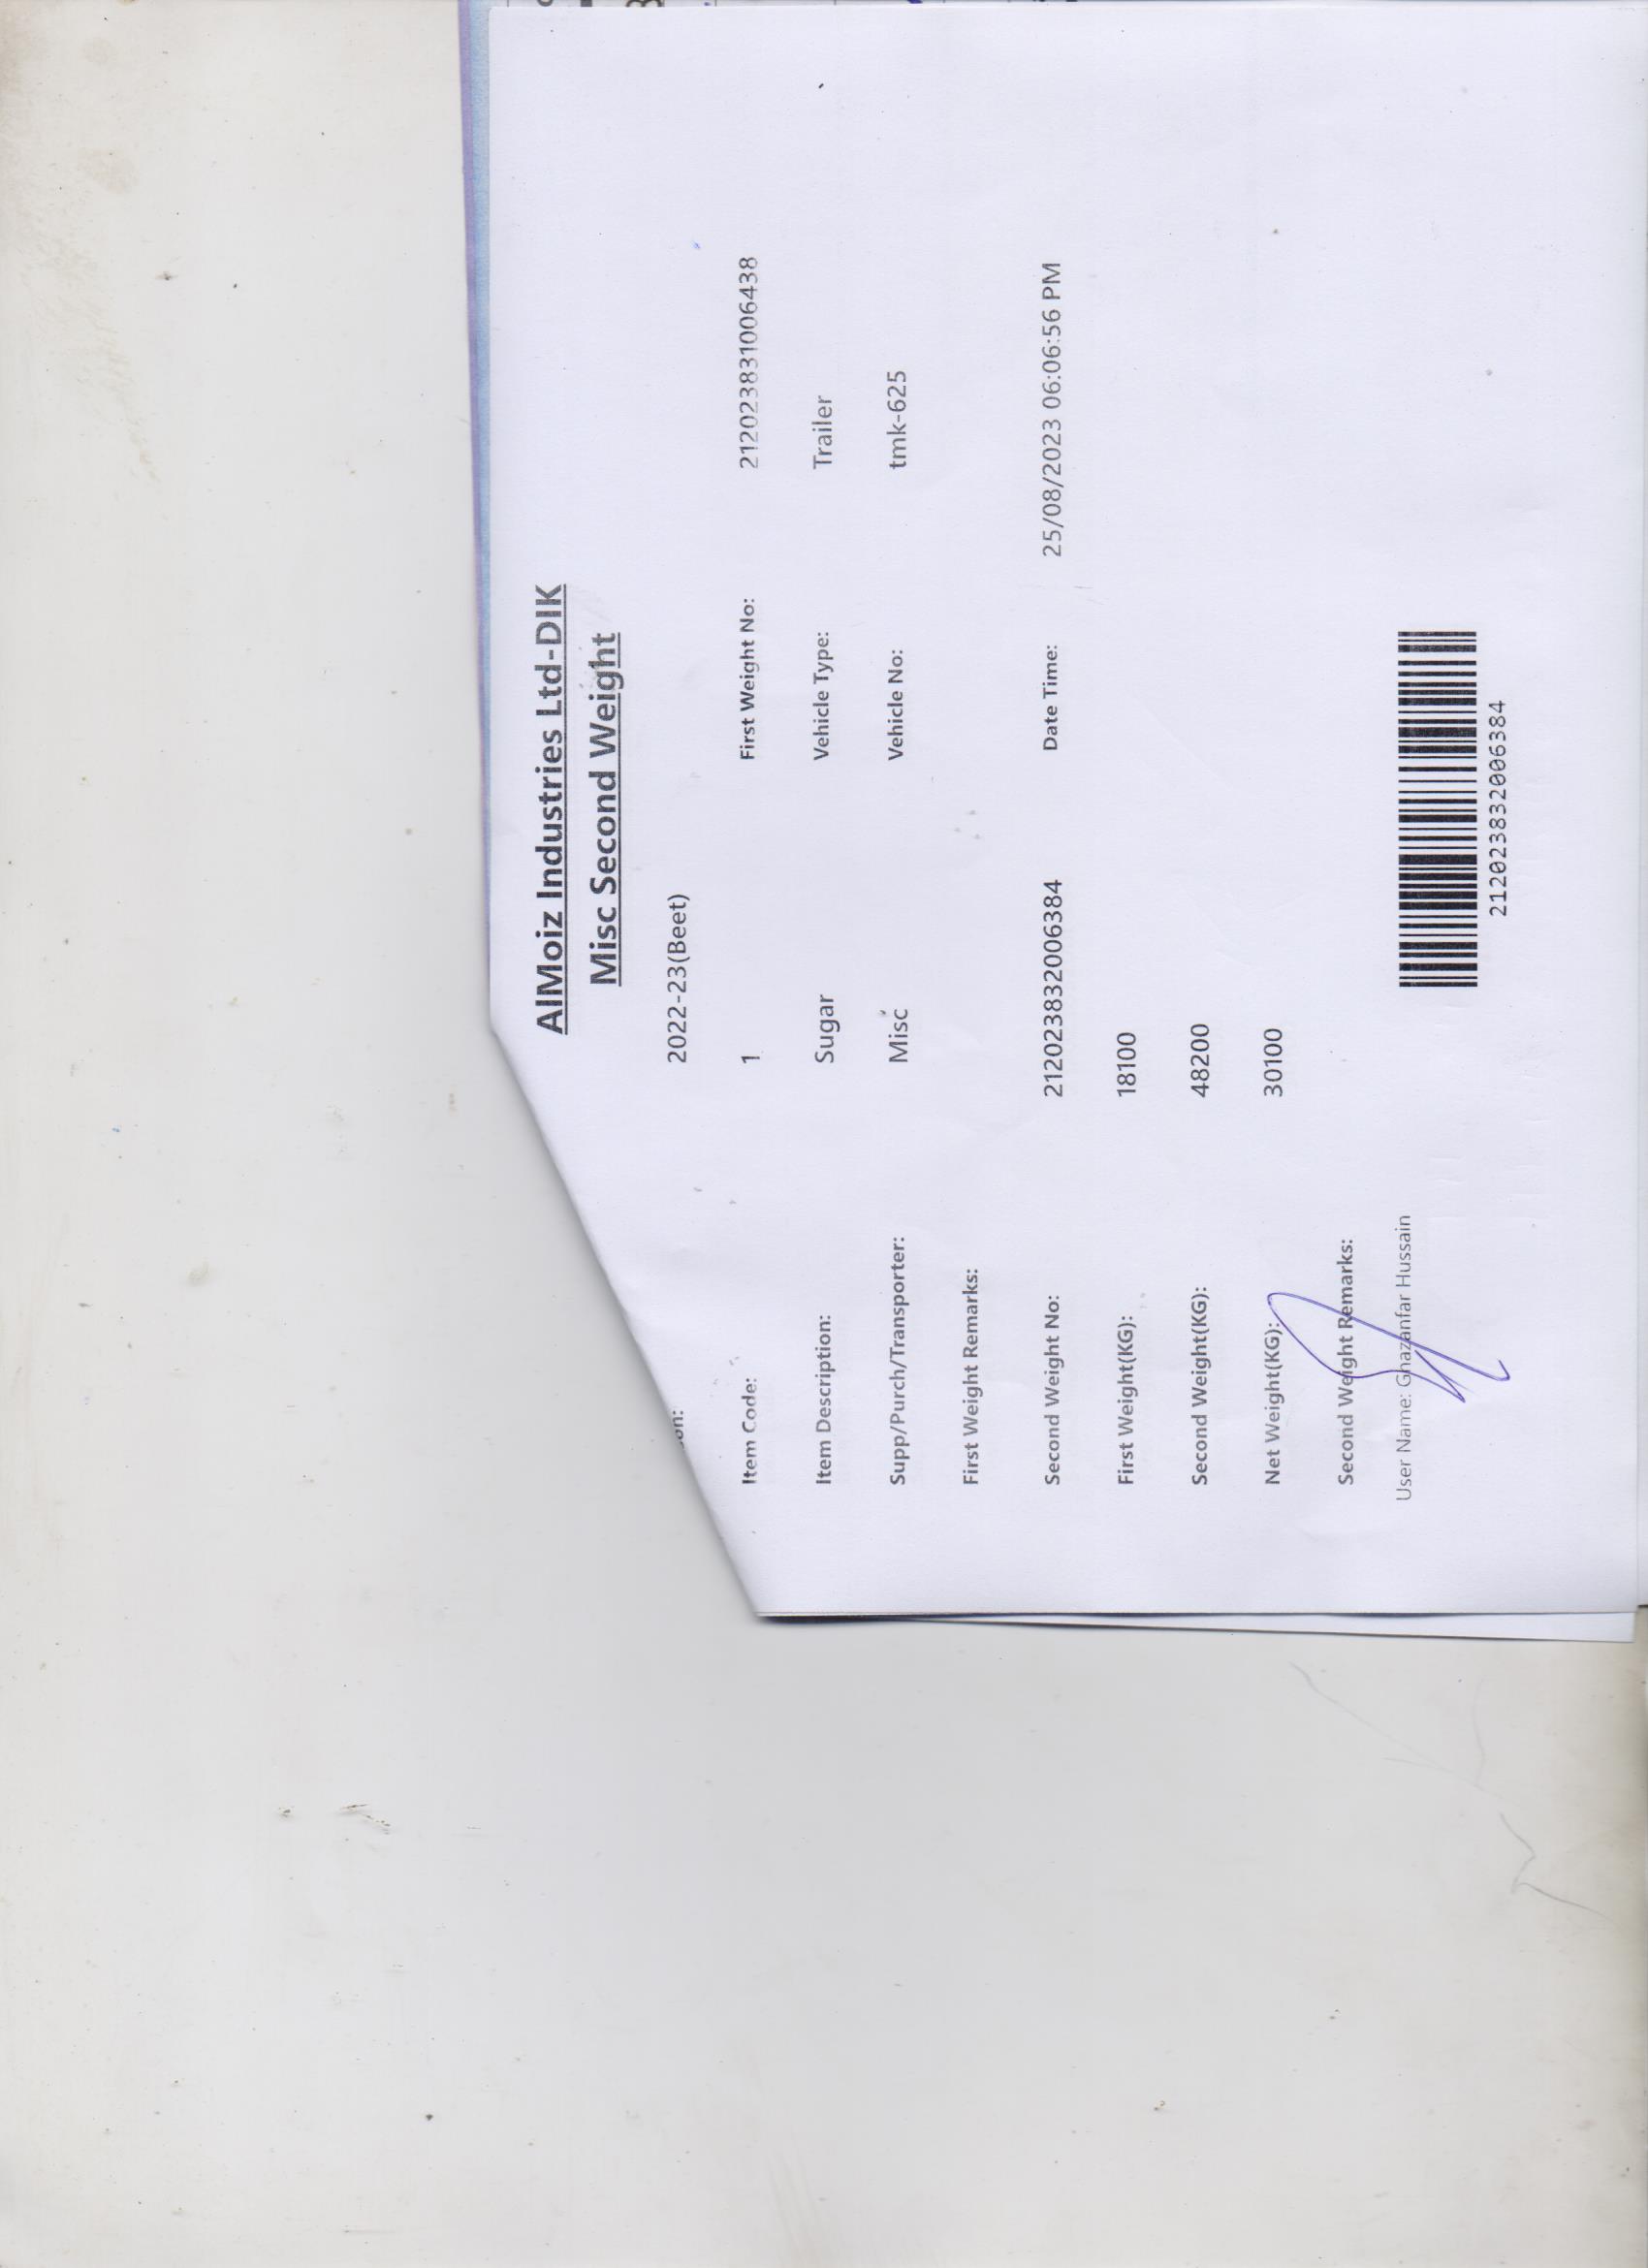 AlMoiz Industries Ltd-DIK
Misc Second Weight
2022-23(Beet)
Item Code: 1 First Weight No: 212023831006438
Item Description: Sugar Vehicle Type: Trailer
Supp/Purch/Transporter: Misc Vehicle No: tmk-625
First Weight Remarks:
Second Weight No: 212023832006384 Date Time: 25/08/2023 06:06:56 PM
First Weight(KG): 18100
Second Weight(KG): 48200
Net Weight(KG): 30100
Second Weight Remarks:
User Name: Ghazanfar Hussain
212023832006384